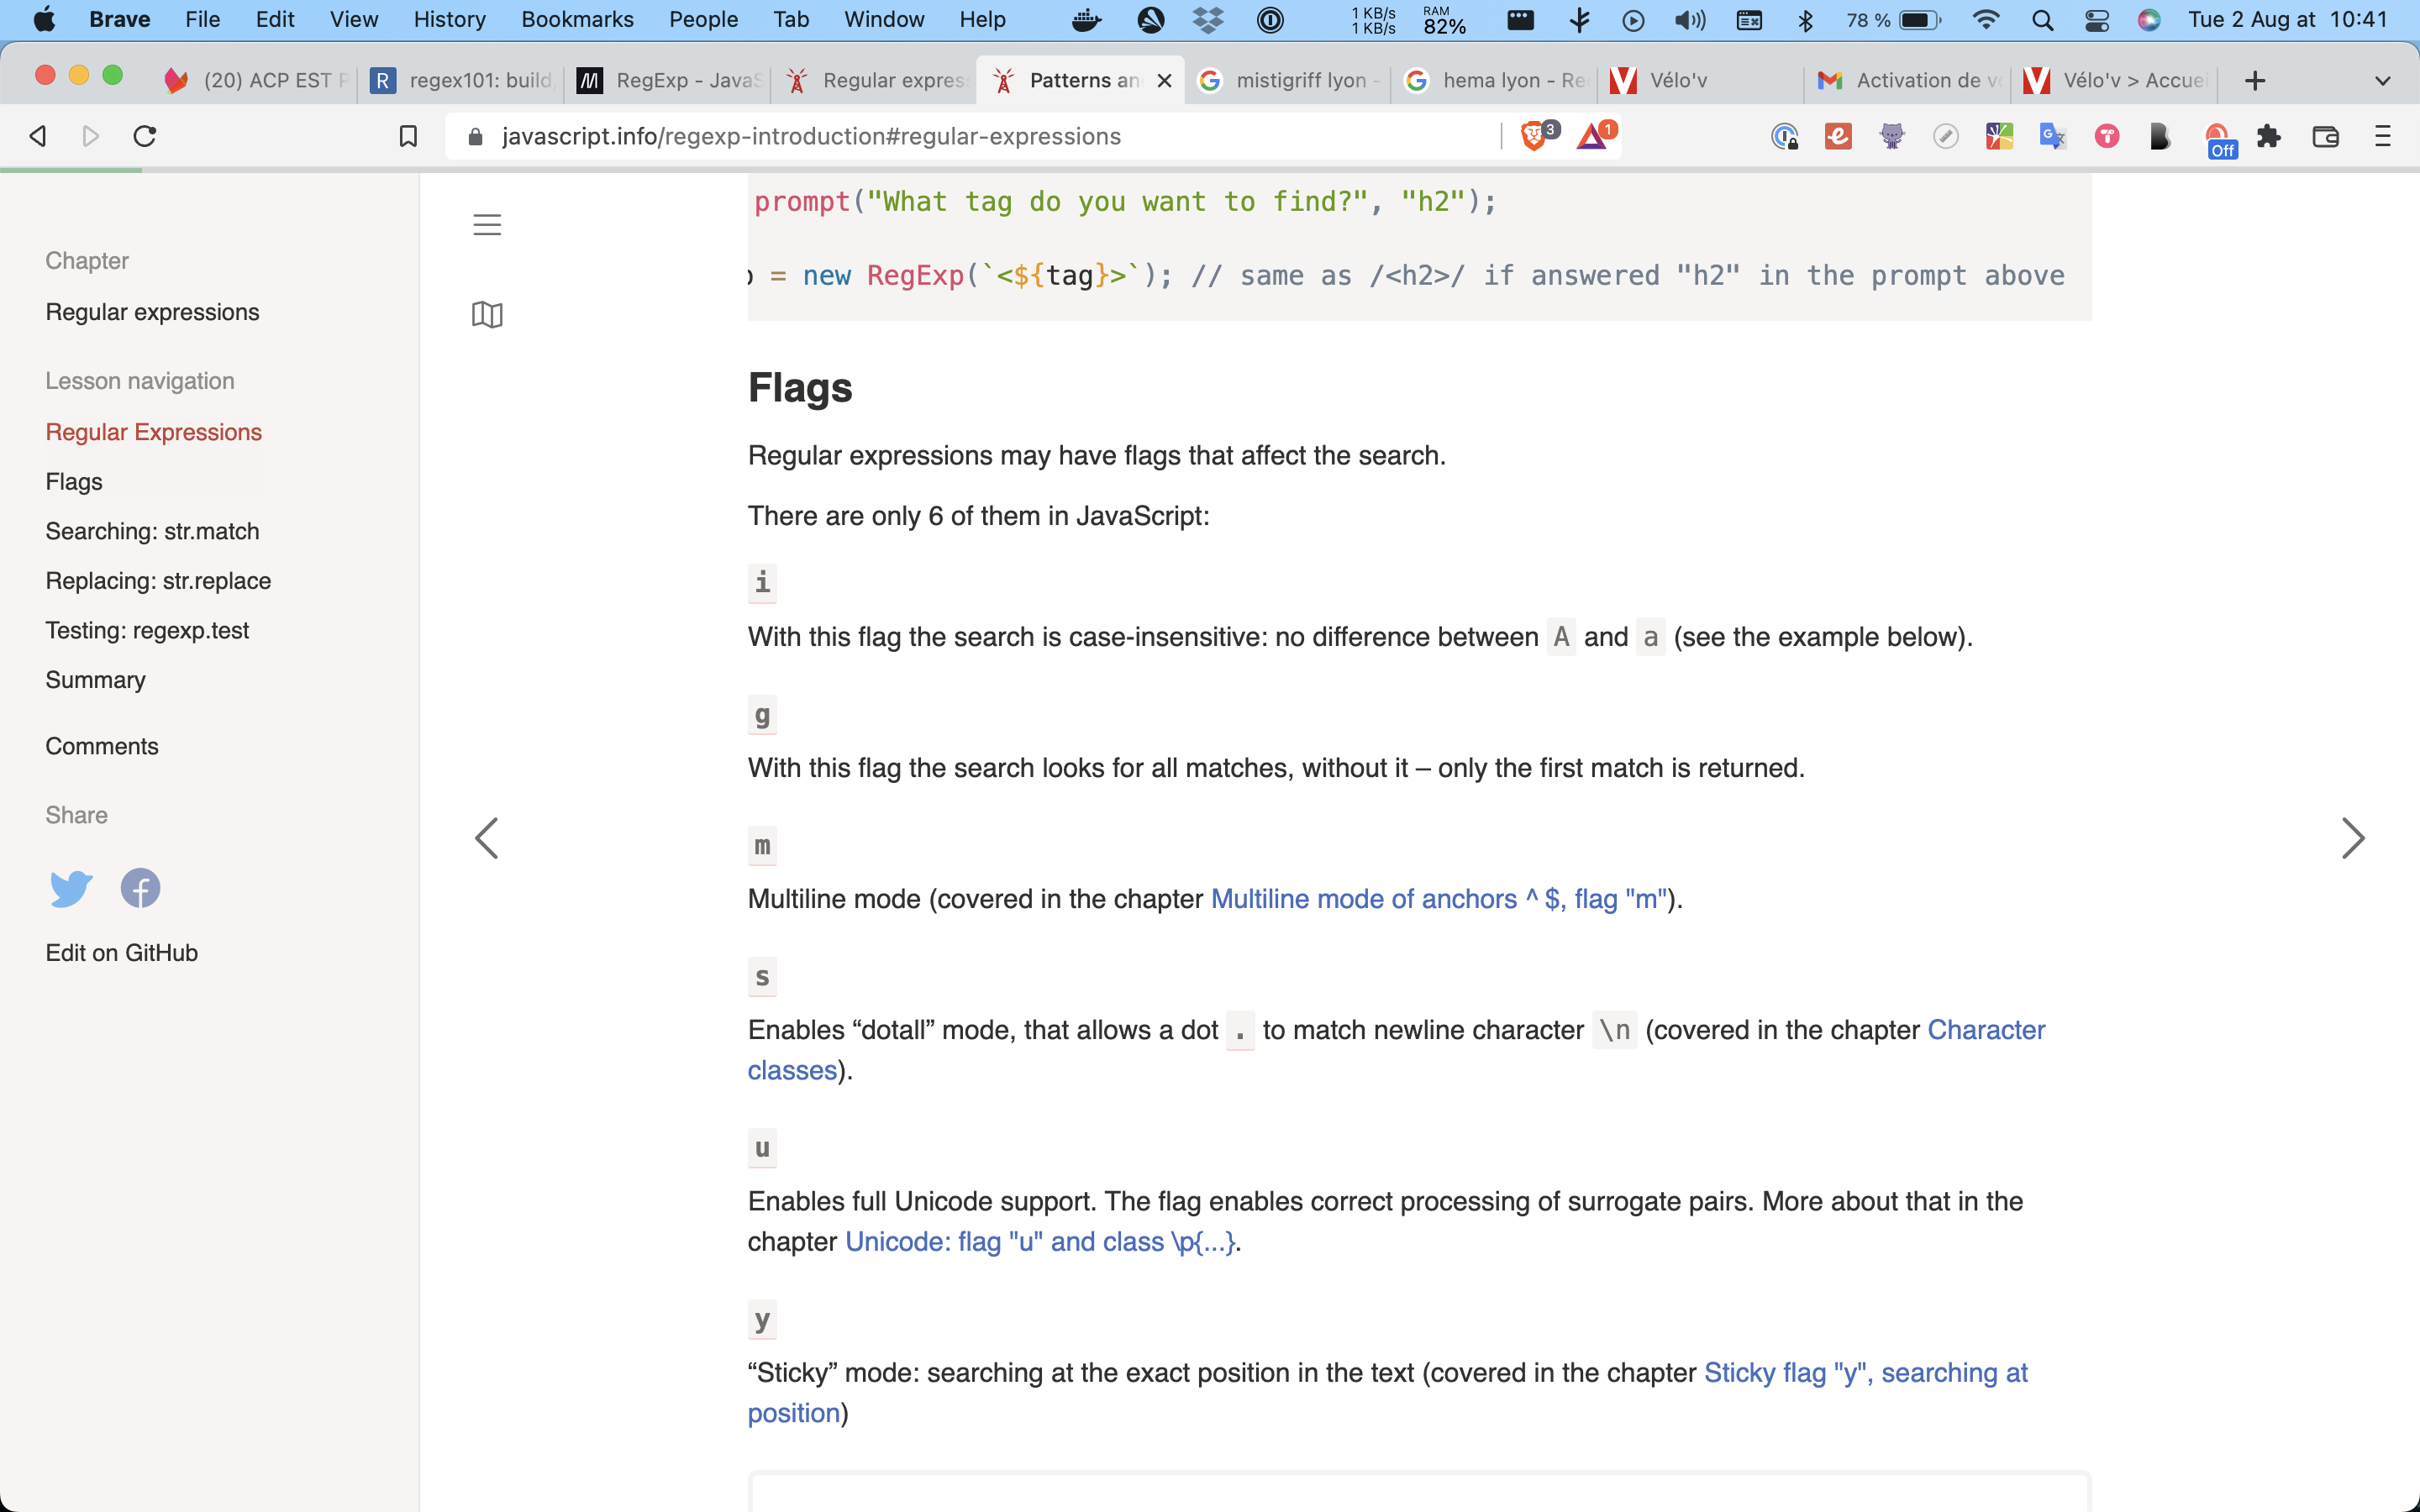 Brave File Edit View History Bookmarks People Tab Window Help 1 KB/s 1 KB/s RAM 82% 78 % Tue 2 Aug at 10:41
(20) ACP EST P R regex101: build, RegExp - JavaS Regular express Patterns an mistigriff lyon - hema lyon - Re Vélo'v Activation de vo Vélo'v > Accuei
javascript.info/regexp-introduction#regular-expressions 3 1 Off
prompt("What tag do you want to find?", "h2");
= new RegExp(`<${tag}>`); // same as /<h2>/ if answered "h2" in the prompt above
Chapter
Regular expressions
Lesson navigation
Regular Expressions
Flags
Searching: str.match
Replacing: str.replace
Testing: regexp.test
Summary
Comments
Share
Edit on GitHub
Flags
Regular expressions may have flags that affect the search.
There are only 6 of them in JavaScript:
i
With this flag the search is case-insensitive: no difference between A and a (see the example below).
g
With this flag the search looks for all matches, without it – only the first match is returned.
m
Multiline mode (covered in the chapter Multiline mode of anchors ^ $, flag "m").
s
Enables “dotall” mode, that allows a dot . to match newline character \n (covered in the chapter Character
classes).
u
Enables full Unicode support. The flag enables correct processing of surrogate pairs. More about that in the
chapter Unicode: flag "u" and class \p{...}.
y
“Sticky” mode: searching at the exact position in the text (covered in the chapter Sticky flag "y", searching at
position)